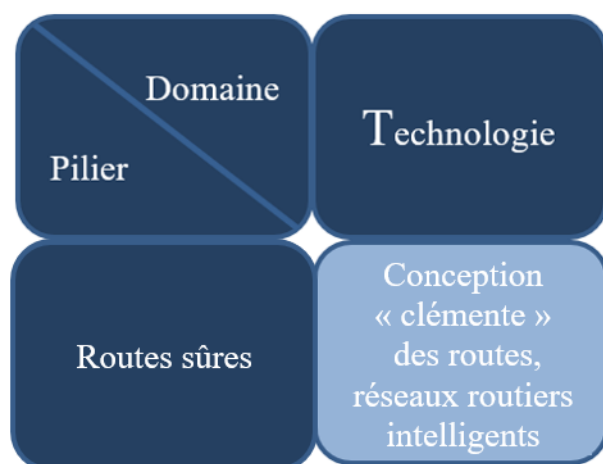 Domaine
Pilier
Technologie
Routes sûres
Conception
« clémente »
des routes,
réseaux routiers
intelligents